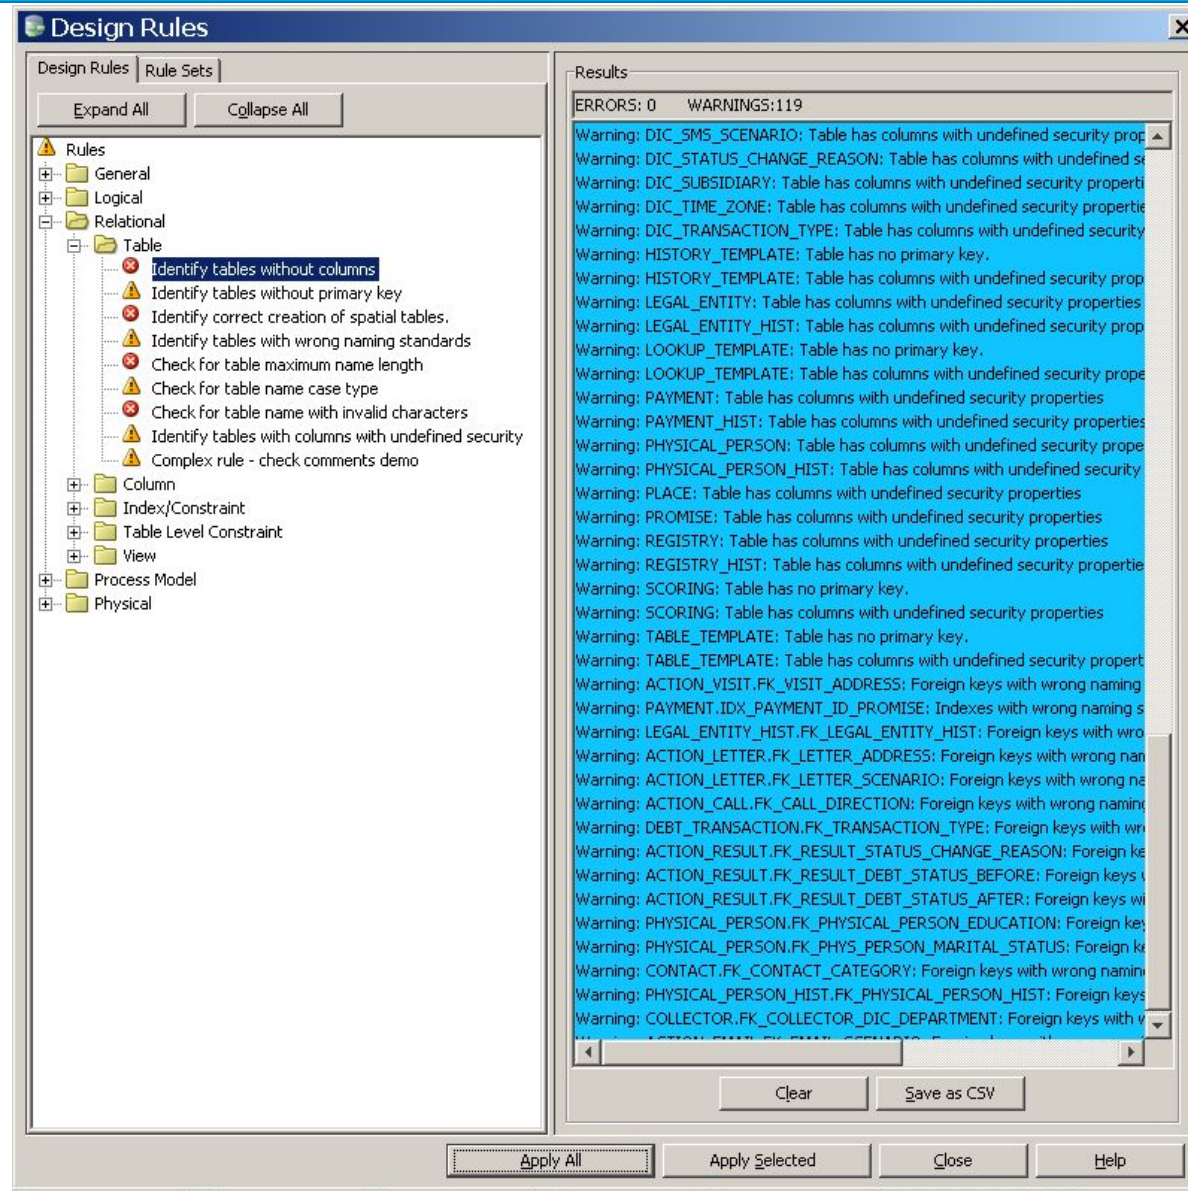 Design Rules
Design Rules
Rule Sets
Expand All
Collapse All
Rules
General
Logical
Relational
Table
Identify tables without columns
Identify tables without primary key
Identify correct creation of spatial tables.
Identify tables with wrong naming standards
Check for table maximum name length
Check for table name case type
Check for table name with invalid characters
Identify tables with columns with undefined security
Complex rule - check comments demo
Column
Index/Constraint
Table Level Constraint
View
Process Model
Physical
Results
ERRORS: 0 WARNINGS:119
Warning: DIC_SMS_SCENARIO: Table has columns with undefined security prop
Warning: DIC_STATUS_CHANGE_REASON: Table has columns with undefined se
Warning: DIC_SUBSIDIARY: Table has columns with undefined security properti
Warning: DIC_TIME_ZONE: Table has columns with undefined security propertie
Warning: DIC_TRANSACTION_TYPE: Table has columns with undefined security
Warning: HISTORY_TEMPLATE: Table has no primary key.
Warning: HISTORY_TEMPLATE: Table has columns with undefined security prop
Warning: LEGAL_ENTITY: Table has columns with undefined security properties
Warning: LEGAL_ENTITY_HIST: Table has columns with undefined security prop
Warning: LOOKUP_TEMPLATE: Table has no primary key.
Warning: LOOKUP_TEMPLATE: Table has columns with undefined security prope
Warning: PAYMENT: Table has columns with undefined security properties
Warning: PAYMENT_HIST: Table has columns with undefined security properties
Warning: PHYSICAL_PERSON: Table has columns with undefined security prope
Warning: PHYSICAL_PERSON_HIST: Table has columns with undefined security
Warning: PLACE: Table has columns with undefined security properties
Warning: PROMISE: Table has columns with undefined security properties
Warning: REGISTRY: Table has columns with undefined security properties
Warning: REGISTRY_HIST: Table has columns with undefined security propertie
Warning: SCORING: Table has no primary key.
Warning: SCORING: Table has columns with undefined security properties
Warning: TABLE_TEMPLATE: Table has no primary key.
Warning: TABLE_TEMPLATE: Table has columns with undefined security propert
Warning: ACTION_VISIT.FK_VISIT_ADDRESS: Foreign keys with wrong naming
Warning: PAYMENT.IDX_PAYMENT_ID_PROMISE: Indexes with wrong naming s
Warning: LEGAL_ENTITY_HIST.FK_LEGAL_ENTITY_HIST: Foreign keys with wro
Warning: ACTION_LETTER.FK_LETTER_ADDRESS: Foreign keys with wrong nam
Warning: ACTION_LETTER.FK_LETTER_SCENARIO: Foreign keys with wrong na
Warning: ACTION_CALL.FK_CALL_DIRECTION: Foreign keys with wrong naming
Warning: DEBT_TRANSACTION.FK_TRANSACTION_TYPE: Foreign keys with wr
Warning: ACTION_RESULT.FK_RESULT_STATUS_CHANGE_REASON: Foreign ke
Warning: ACTION_RESULT.FK_RESULT_DEBT_STATUS_BEFORE: Foreign keys
Warning: ACTION_RESULT.FK_RESULT_DEBT_STATUS_AFTER: Foreign keys wi
Warning: PHYSICAL_PERSON.FK_PHYSICAL_PERSON_EDUCATION: Foreign key
Warning: PHYSICAL_PERSON.FK_PHYS_PERSON_MARITAL_STATUS: Foreign ke
Warning: CONTACT.FK_CONTACT_CATEGORY: Foreign keys with wrong namin
Warning: PHYSICAL_PERSON_HIST.FK_PHYSICAL_PERSON_HIST: Foreign keys
Warning: COLLECTOR.FK_COLLECTOR_DIC_DEPARTMENT: Foreign keys with
Clear
Save as CSV
Apply All
Apply Selected
Close
Help